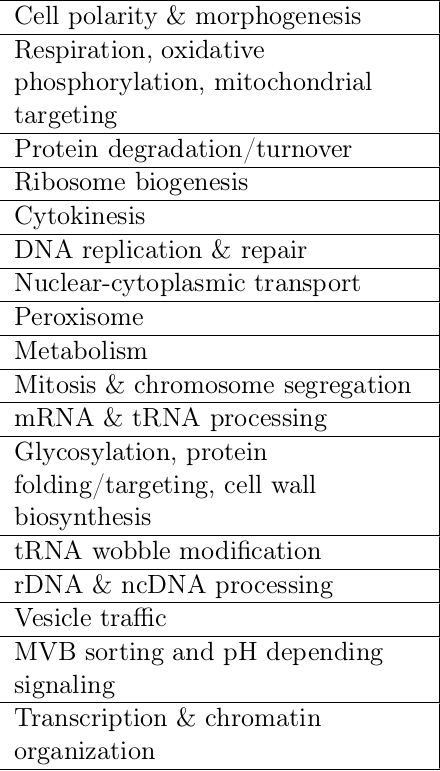 Cell polarity & morphogenesis
Respiration, oxidative
phosphorylation, mitochondrial
targeting
Protein degradation/turnover
Ribosome biogenesis
Cytokinesis
DNA replication & repair
Nuclear-cytoplasmic transport
Peroxisome
Metabolism
Mitosis & chromosome segregation
mRNA & tRNA processing
Glycosylation, protein
folding/targeting, cell wall
biosynthesis
tRNA wobble modification
rDNA & ncDNA processing
Vesicle traffic
MVB sorting and pH depending
signaling
Transcription & chromatin
organization